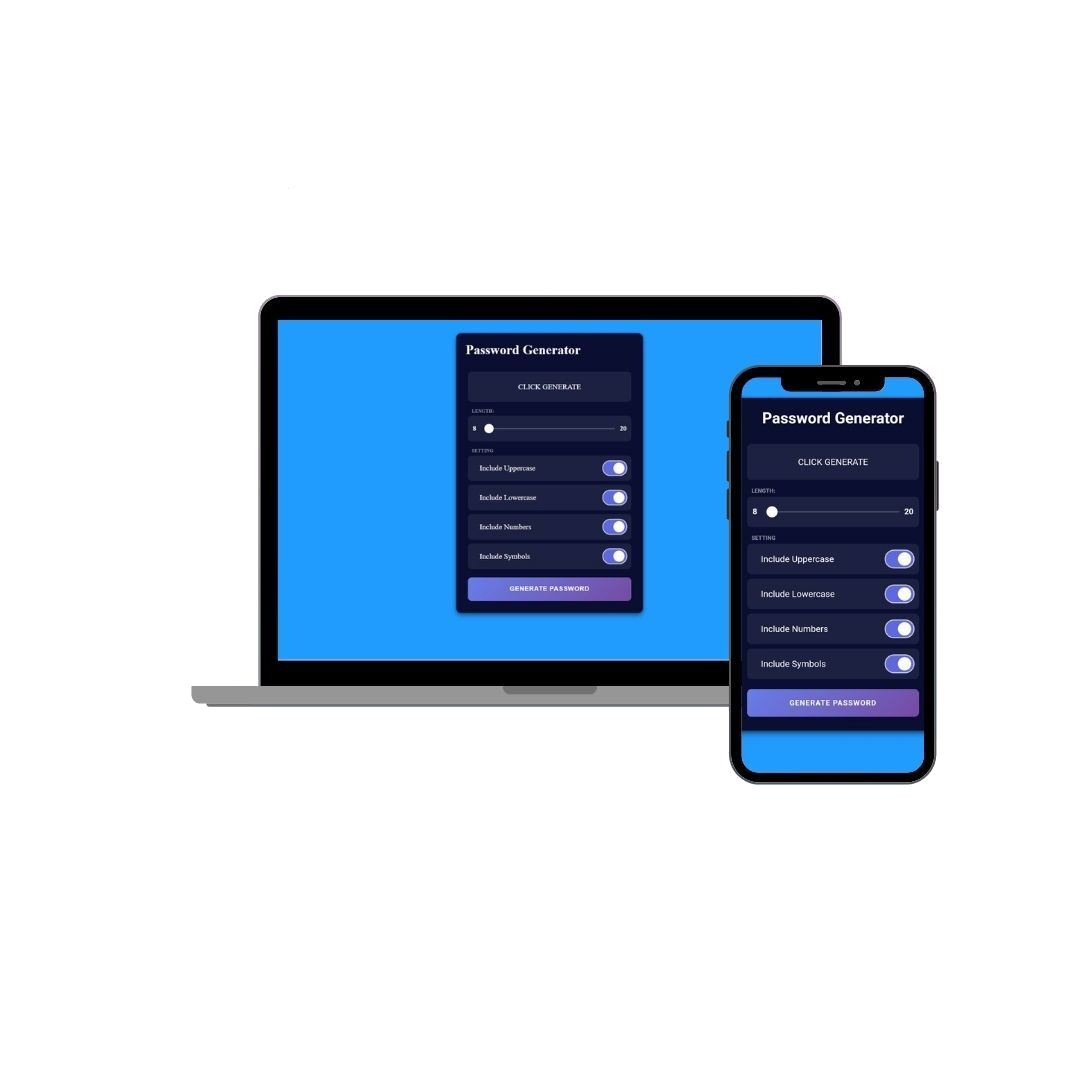 Password Generator
CLICK GENERATE
LENGTH:
8 20
SETTING
Include Uppercase
Include Lowercase
Include Numbers
Include Symbols
GENERATE PASSWORD
Password Generator
CLICK GENERATE
LENGTH:
8 20
SETTING
Include Uppercase
Include Lowercase
Include Numbers
Include Symbols
GENERATE PASSWORD